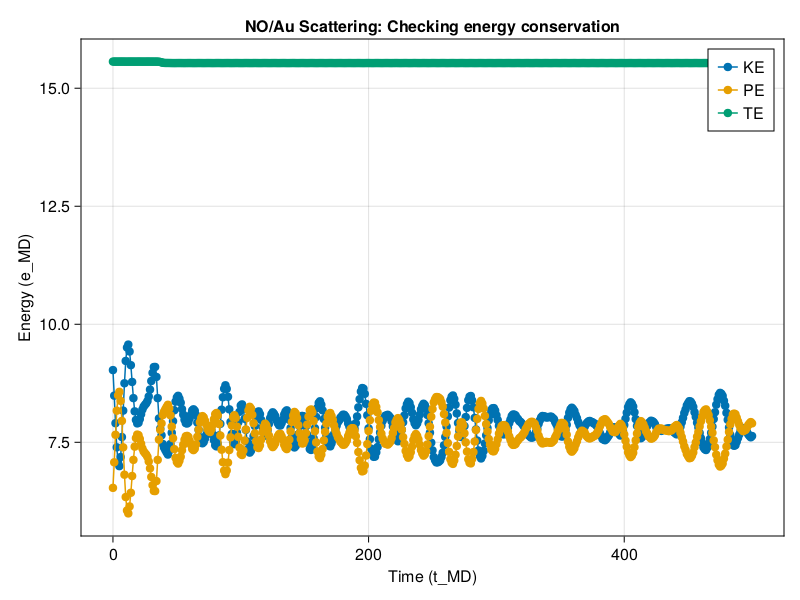 NO/Au Scattering: Checking energy conservation
KE
PE
TE
15.0
12.5
10.0
7.5
Energy (e_MD)
0
200
400
Time (t_MD)